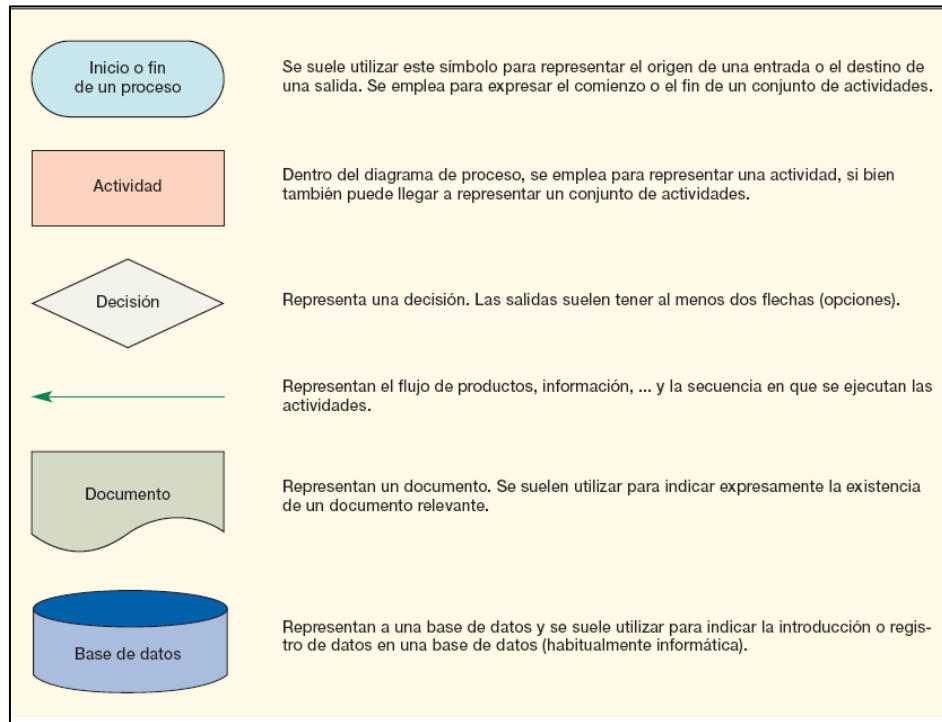 Inicio o fin
de un proceso
Se suele utilizar este símbolo para representar el origen de una entrada o el destino de
una salida. Se emplea para expresar el comienzo o el fin de un conjunto de actividades.
Actividad
Dentro del diagrama de proceso, se emplea para representar una actividad, si bien
también puede llegar a representar un conjunto de actividades.
Decisión
Representa una decisión. Las salidas suelen tener al menos dos flechas (opciones).
Representan el flujo de productos, información, ... y la secuencia en que se ejecutan las
actividades.
Documento
Representan un documento. Se suelen utilizar para indicar expresamente la existencia
de un documento relevante.
Base de datos
Representan a una base de datos y se suele utilizar para indicar la introducción o regis-
tro de datos en una base de datos (habitualmente informática).